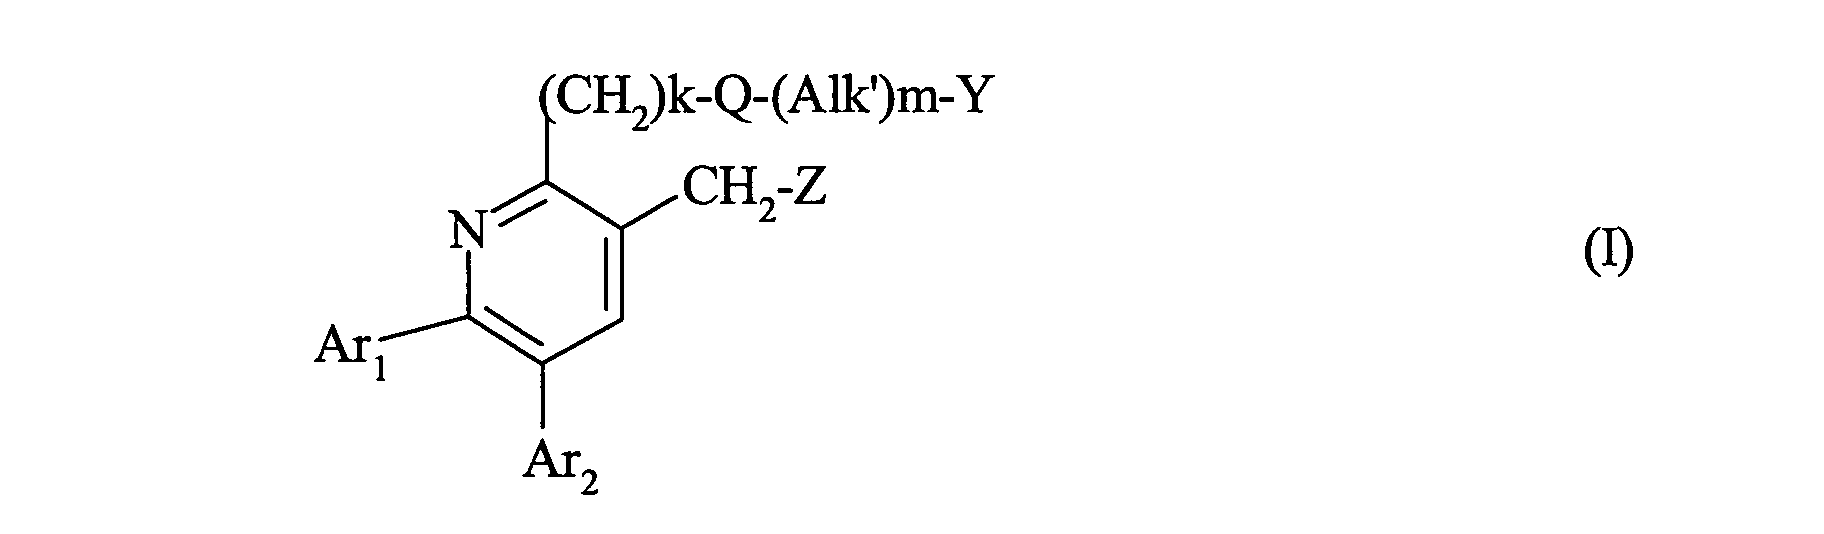 (CH₂)k-Q-(Alk')m-Y
CH₂-Z
N
(I)
Ar₁
Ar₂